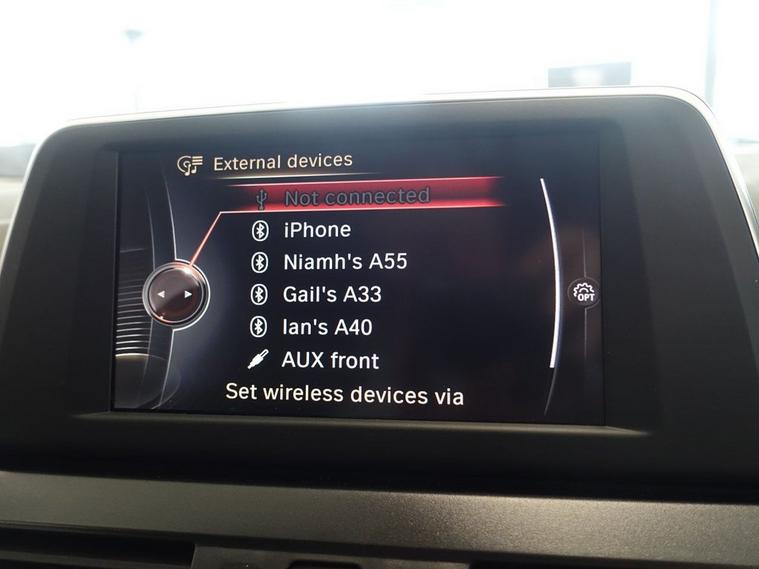 External devices
Not connected
iPhone
Niamh's A55
Gail's A33
Ian's A40
AUX front
Set wireless devices via
OPT